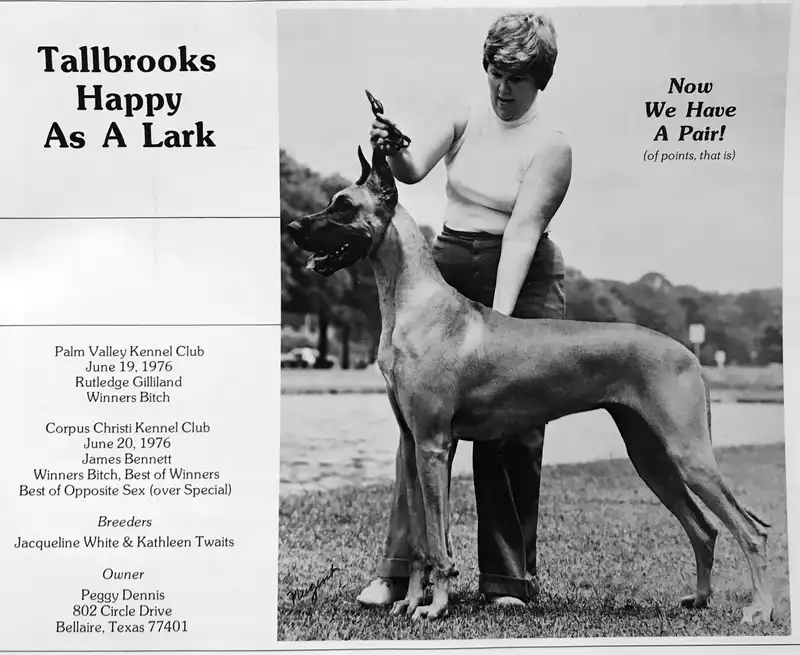 Tallbrooks
Happy
As A Lark
Now
We Have
A Pair!
(of points, that is)
Palm Valley Kennel Club
June 19, 1976
Rutledge Gilliland
Winners Bitch
Corpus Christi Kennel Club
June 20, 1976
James Bennett
Winners Bitch, Best of Winners
Best of Opposite Sex (over Special)
Breeders
Jacqueline White & Kathleen Twaits
Owner
Peggy Dennis
802 Circle Drive
Bellaire, Texas 77401